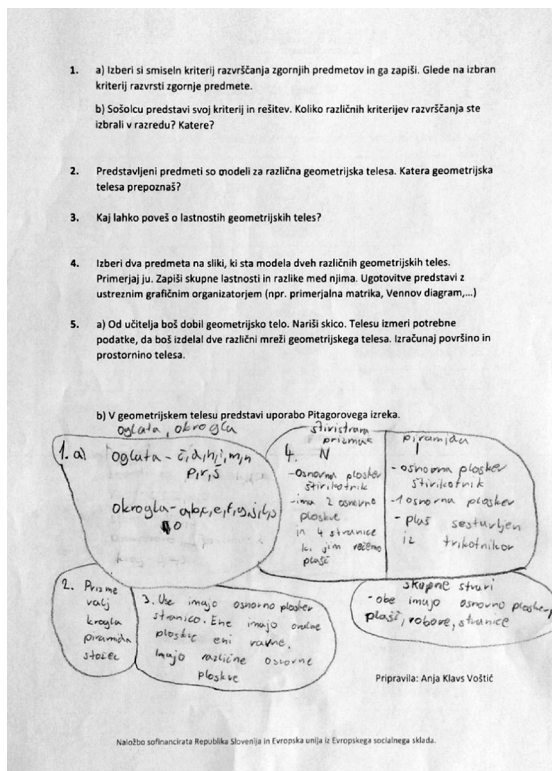 1. a) Izberi si smiseln kriterij razvrščanja zgornjih predmetov in ga zapiši. Glede na izbran
kriterij razvrsti zgornje predmete.
b) Sošolcu predstavi svoj kriterij in rešitev. Koliko različnih kriterijev razvrščanja ste
izbrali v razredu? Katere?
2. Predstavljeni predmeti so modeli za različna geometrijska telesa. Katera geometrijska
telesa prepoznaš?
3. Kaj lahko poveš o lastnostih geometrijskih teles?
4. Izberi dva predmeta na sliki, ki sta modela dveh različnih geometrijskih teles.
Primerjaj ju. Zapiši skupne lastnosti in razlike med njima. Ugotovitve predstavi z
ustreznim grafičnim organizatorjem (npr. primerjalna matrika, Vennov diagram,...)
5. a) Od učitelja boš dobil geometrijsko telo. Nariši skico. Telesu izmeri potrebne
podatke, da boš izdelal dve različni mreži geometrijskega telesa. Izračunaj površino in
prostornino telesa.
b) V geometrijskem telesu predstavi uporabo Pitagorovega izreka.
oglata, okrogla
1. a) oglata - č, d, h, i, m, n
p, r, s
okrogla -
o
4. štiristrana
prizma
N
- osnovna ploskev
štirikotnik
- ima 2 osnovne
ploskve
in 4 stranice
ki jim rečemo
plašč
piramida
I
- osnovna ploskev
štirikotnik
- 1 osnovna ploskev
- plašč sestavljen
iz trikotnikov
skupne stvari
- obe imajo osnovno ploskev,
plašč, robove, stranice
2. Prizme
valj
krogla
piramida
stožec
3. Vse imajo osnovno ploskev
stranico. Ene imajo
ploskve eni ravne.
Imajo različne osnovne
ploskve
Pripravila: Anja Klavs Voštić
Naložbo sofinancirata Republika Slovenija in Evropska unija iz Evropskega socialnega sklada.